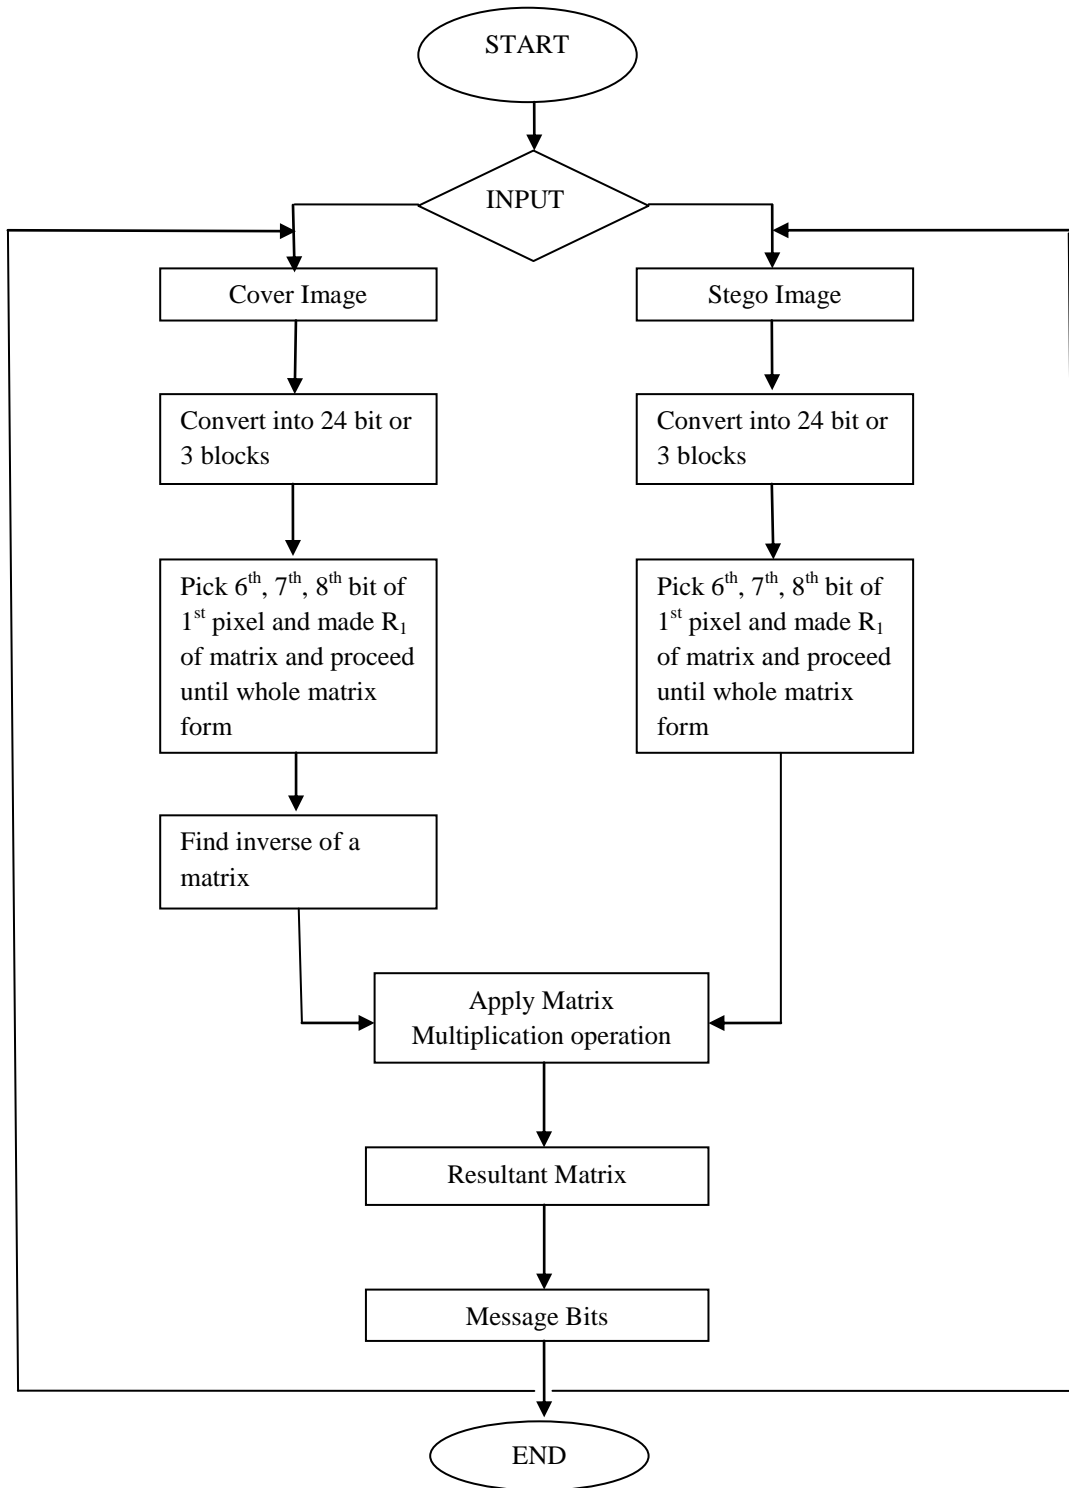 START
INPUT
Cover Image
Stego Image
Convert into 24 bit or
3 blocks
Convert into 24 bit or
3 blocks
Pick 6th, 7th, 8th bit of
1st pixel and made R1
of matrix and proceed
until whole matrix
form
Pick 6th, 7th, 8th bit of
1st pixel and made R1
of matrix and proceed
until whole matrix
form
Find inverse of a
matrix
Apply Matrix
Multiplication operation
Resultant Matrix
Message Bits
END